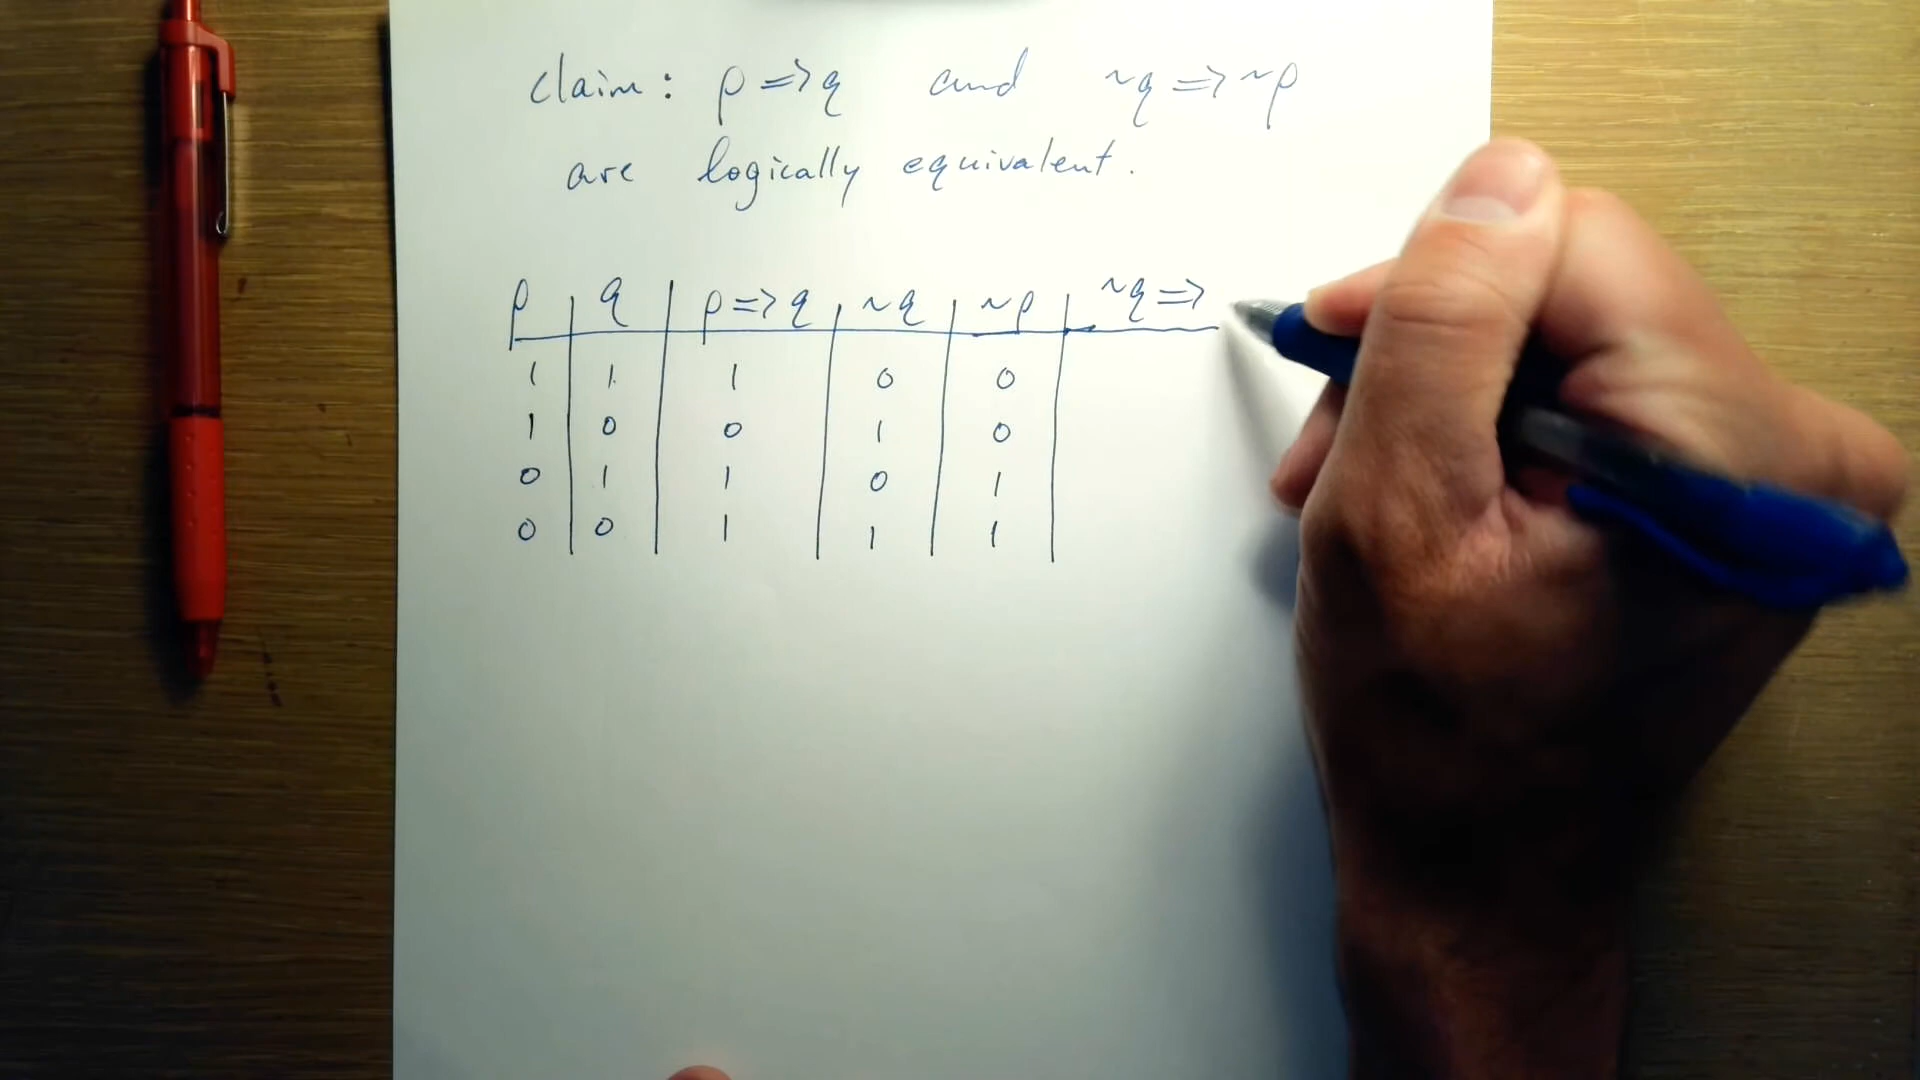 claim: p => q and ~q => ~p
are logically equivalent.
p | q | p => q | ~q | ~p | ~q =>
1 | 1 | 1 | 0 | 0 |
1 | 0 | 0 | 1 | 0 |
0 | 1 | 1 | 0 | 1 |
0 | 0 | 1 | 1 | 1 |